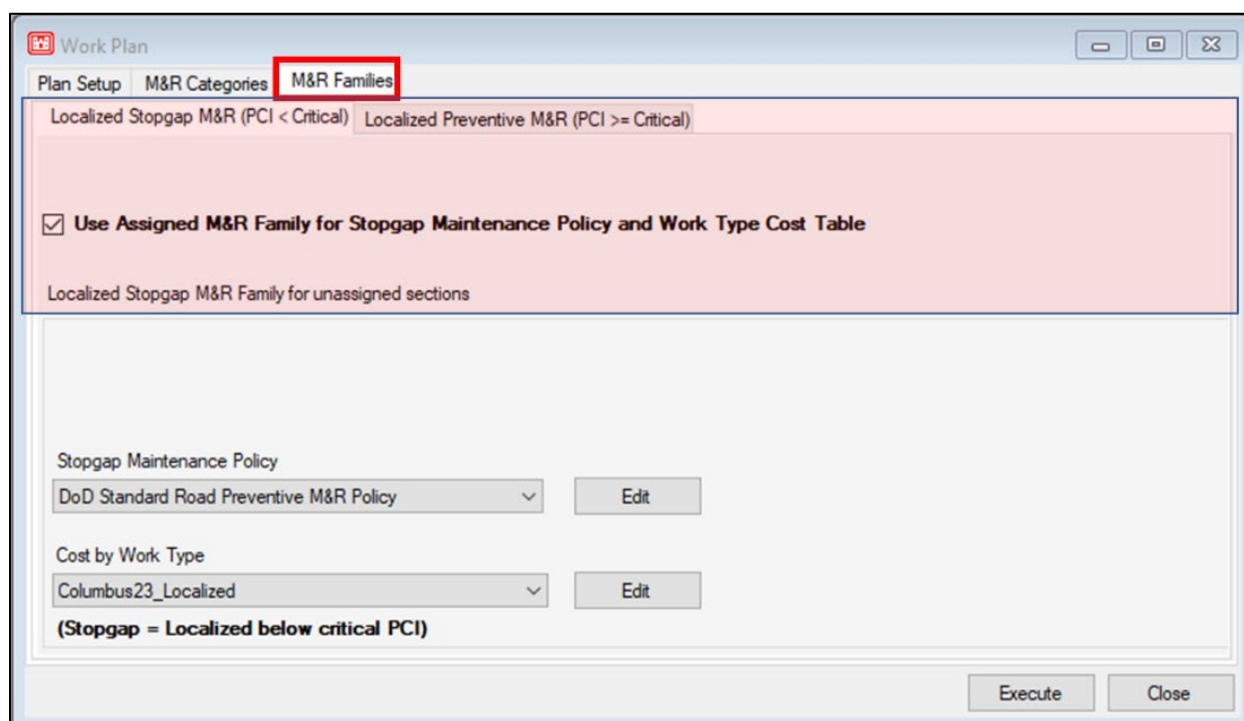 Work Plan
Plan Setup M&R Categories M&R Families
Localized Stopgap M&R (PCI < Critical) Localized Preventive M&R (PCI >= Critical)
Use Assigned M&R Family for Stopgap Maintenance Policy and Work Type Cost Table
Localized Stopgap M&R Family for unassigned sections
Stopgap Maintenance Policy
DoD Standard Road Preventive M&R Policy Edit
Cost by Work Type
Columbus23_Localized Edit
(Stopgap = Localized below critical PCI)
Execute Close